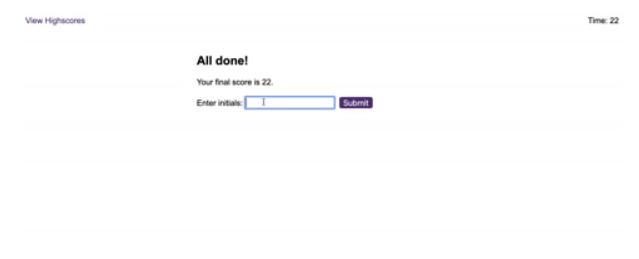 View Highscores
Time: 22
All done!
Your final score is 22.
Enter initials:
Submit